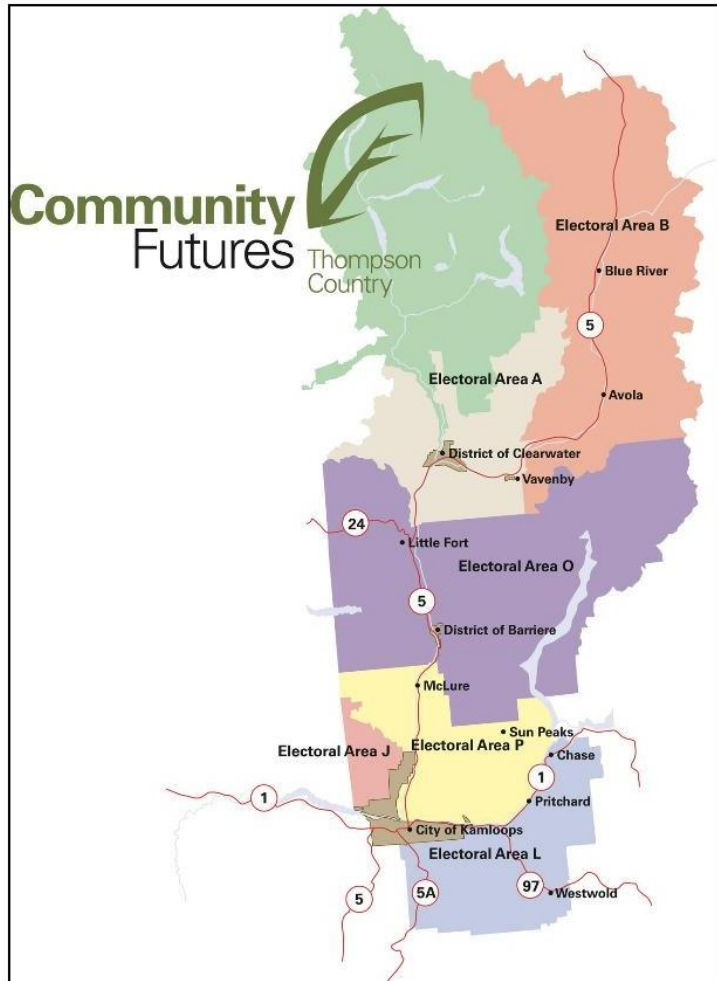 Community
Futures
Thompson
Country
Electoral Area B
Blue River
5
Electoral Area A
Avola
District of Clearwater
Vavenby
24
Little Fort
Electoral Area O
5
District of Barriere
McLure
Sun Peaks
Electoral Area J
Electoral Area P
Chase
1
1
Pritchard
City of Kamloops
Electoral Area L
5
5A
97
Westwold